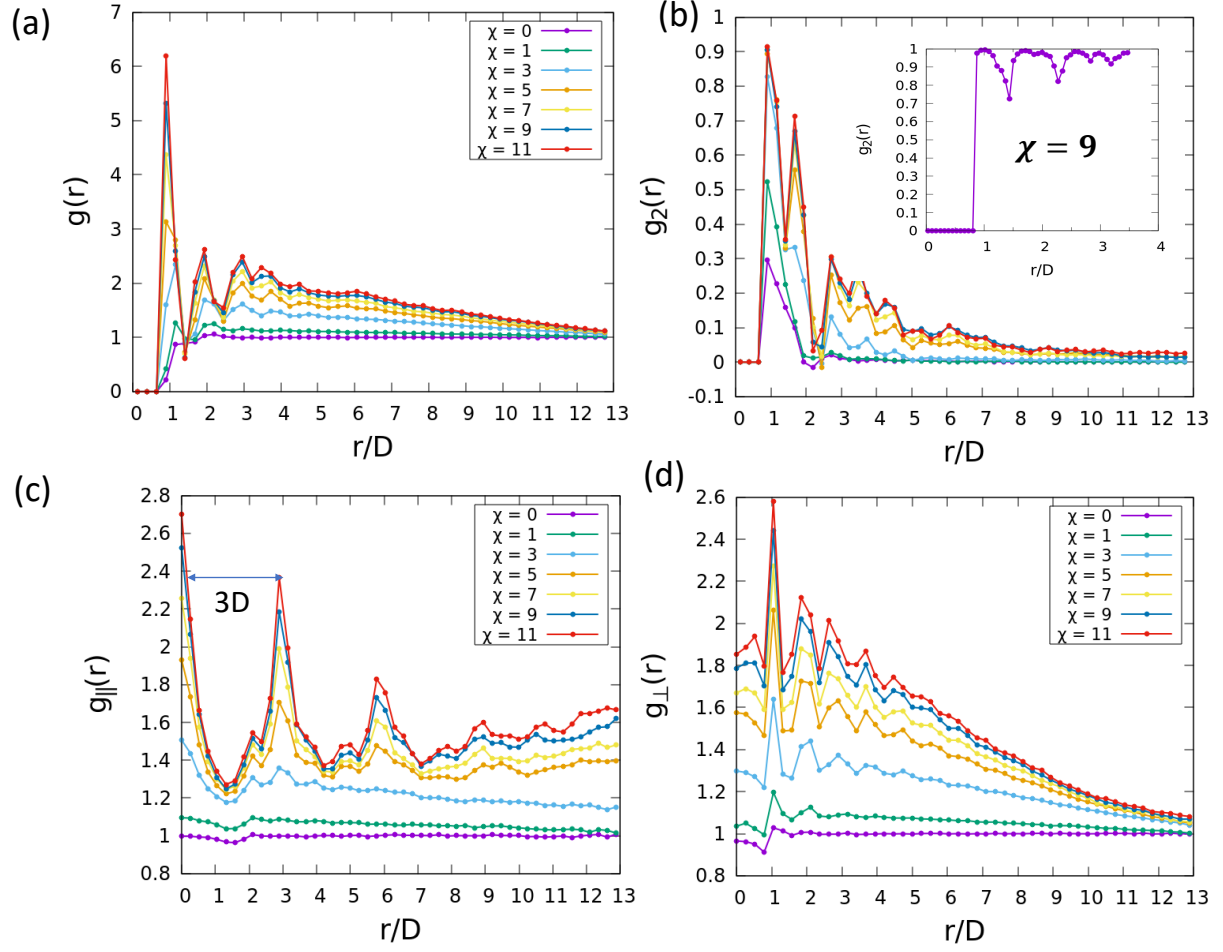 (a)
7
6
5
4
3
2
1
0
g(r)
0 1 2 3 4 5 6 7 8 9 10 11 12 13
r/D
χ = 0
χ = 1
χ = 3
χ = 5
χ = 7
χ = 9
χ = 11
(b)
1
0.9
0.8
0.7
0.6
0.5
0.4
0.3
0.2
0.1
0
-0.1
g₂(r)
0 1 2 3 4 5 6 7 8 9 10 11 12 13
r/D
1
0.9
0.8
0.7
0.6
0.5
0.4
0.3
0.2
0.1
0
g₂(r)
0 1 2 3 4
r/D
χ = 9
(c)
2.8
2.6
2.4
2.2
2
1.8
1.6
1.4
1.2
1
0.8
g||(r)
0 1 2 3 4 5 6 7 8 9 10 11 12 13
r/D
3D
χ = 0
χ = 1
χ = 3
χ = 5
χ = 7
χ = 9
χ = 11
(d)
2.6
2.4
2.2
2
1.8
1.6
1.4
1.2
1
0.8
g⊥(r)
0 1 2 3 4 5 6 7 8 9 10 11 12 13
r/D
χ = 0
χ = 1
χ = 3
χ = 5
χ = 7
χ = 9
χ = 11